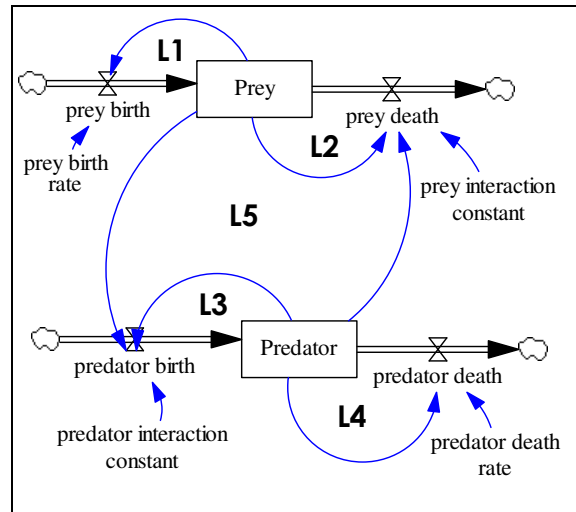 L1
Prey
prey birth
prey death
prey birth
rate
L2
prey interaction
constant
L5
L3
Predator
predator birth
predator death
L4
predator interaction
constant
predator death
rate